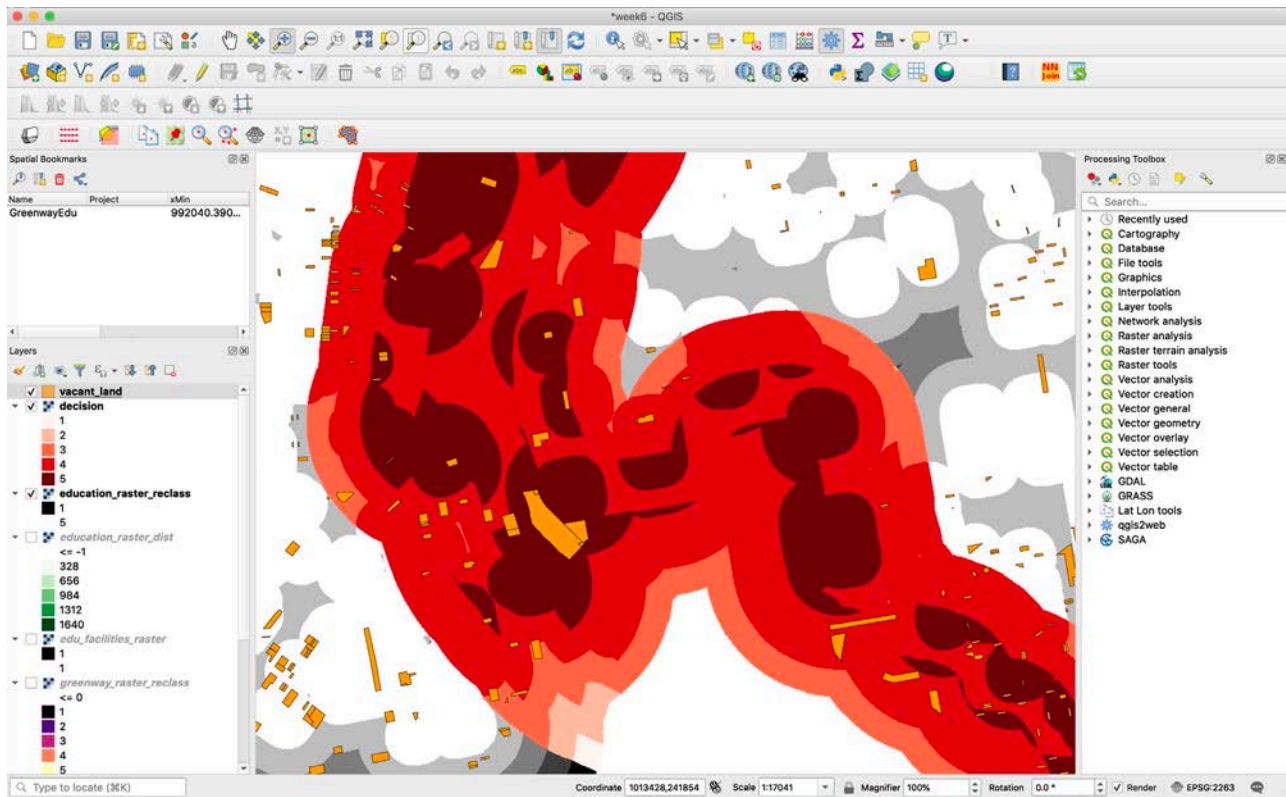 *week6 - QGIS
abc
abc
NN
Join
X,Y
Spatial Bookmarks
Name Project xMin
GreenwayEdu 992040.390...
Layers
vacant_land
decision
1
2
3
4
5
education_raster_reclass
1
5
education_raster_dist
<= -1
328
656
984
1312
1640
edu_facilities_raster
1
1
greenway_raster_reclass
<= 0
1
2
3
4
5
Processing Toolbox
Search...
Recently used
Cartography
Database
File tools
Graphics
Interpolation
Layer tools
Network analysis
Raster analysis
Raster terrain analysis
Raster tools
Vector analysis
Vector creation
Vector general
Vector geometry
Vector overlay
Vector selection
Vector table
GDAL
GRASS
Lat Lon tools
qgis2web
SAGA
Type to locate (⌘K) Coordinate 1013428,241854 Scale 1:17041 Magnifier 100% Rotation 0.0 ° Render EPSG:2263